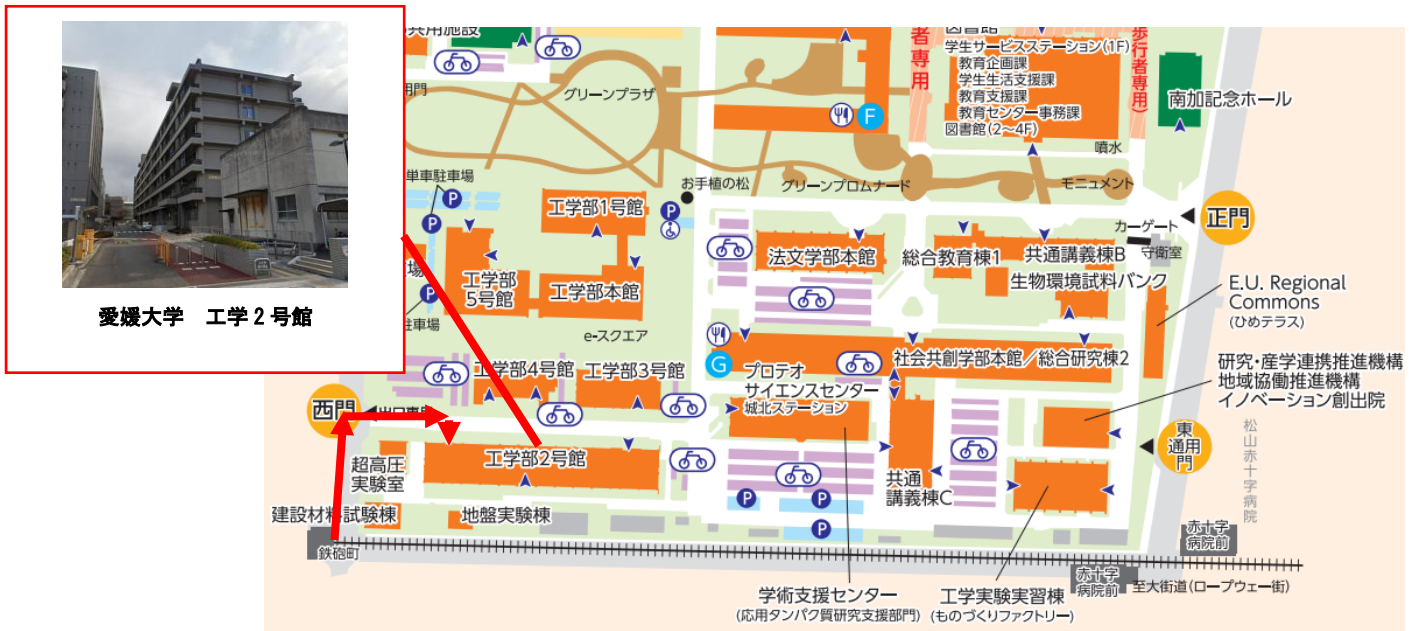 愛媛大学 工学2号館
共用施設
用門
グリーンプラザ
単車駐車場
P
P
場
P
駐車場
工学部1号館
工学部
5号館
工学部本館
e-スクエア
お手植の松
P
F
者専用
図書館
学生サービスステーション(1F)
教育企画課
学生生活支援課
教育支援課
教育センター事務課
図書館(2〜4F)
歩行者専用)
南加記念ホール
噴水
グリーンプロムナード
モニュメント
カーゲート
正門
守衛室
法文学部本館
総合教育棟1
共通講義棟B
生物環境試料バンク
E.U. Regional
Commons
(ひめテラス)
G
社会共創学部本館/総合研究棟2
プロテオ
サイエンスセンター
城北ステーション
研究・産学連携推進機構
地域協働推進機構
イノベーション創出院
工学部4号館
工学部3号館
西門
出口専用
工学部2号館
超高圧
実験室
建設材料試験棟
地盤実験棟
鉄砲町
共通
講義棟C
東
通用
門
松山赤十字病院
P
P
P
赤十字
病院前
赤十字
病院前
至大街道(ロープウェー街)
学術支援センター
(応用タンパク質研究支援部門)
工学実験実習棟
(ものづくりファクトリー)